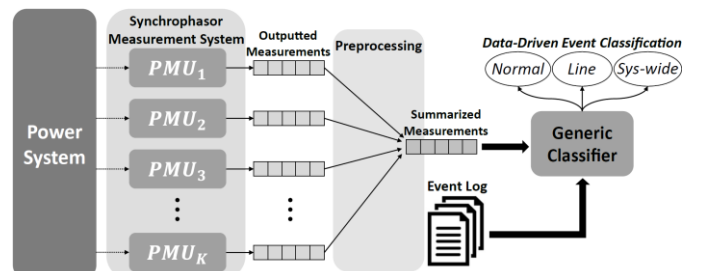 Synchrophasor
Measurement System
Outputted
Measurements
Preprocessing
Data-Driven Event Classification
Normal
Line
Sys-wide
Power
System
PMU1
PMU2
PMU3
PMUK
Summarized
Measurements
Generic
Classifier
Event Log